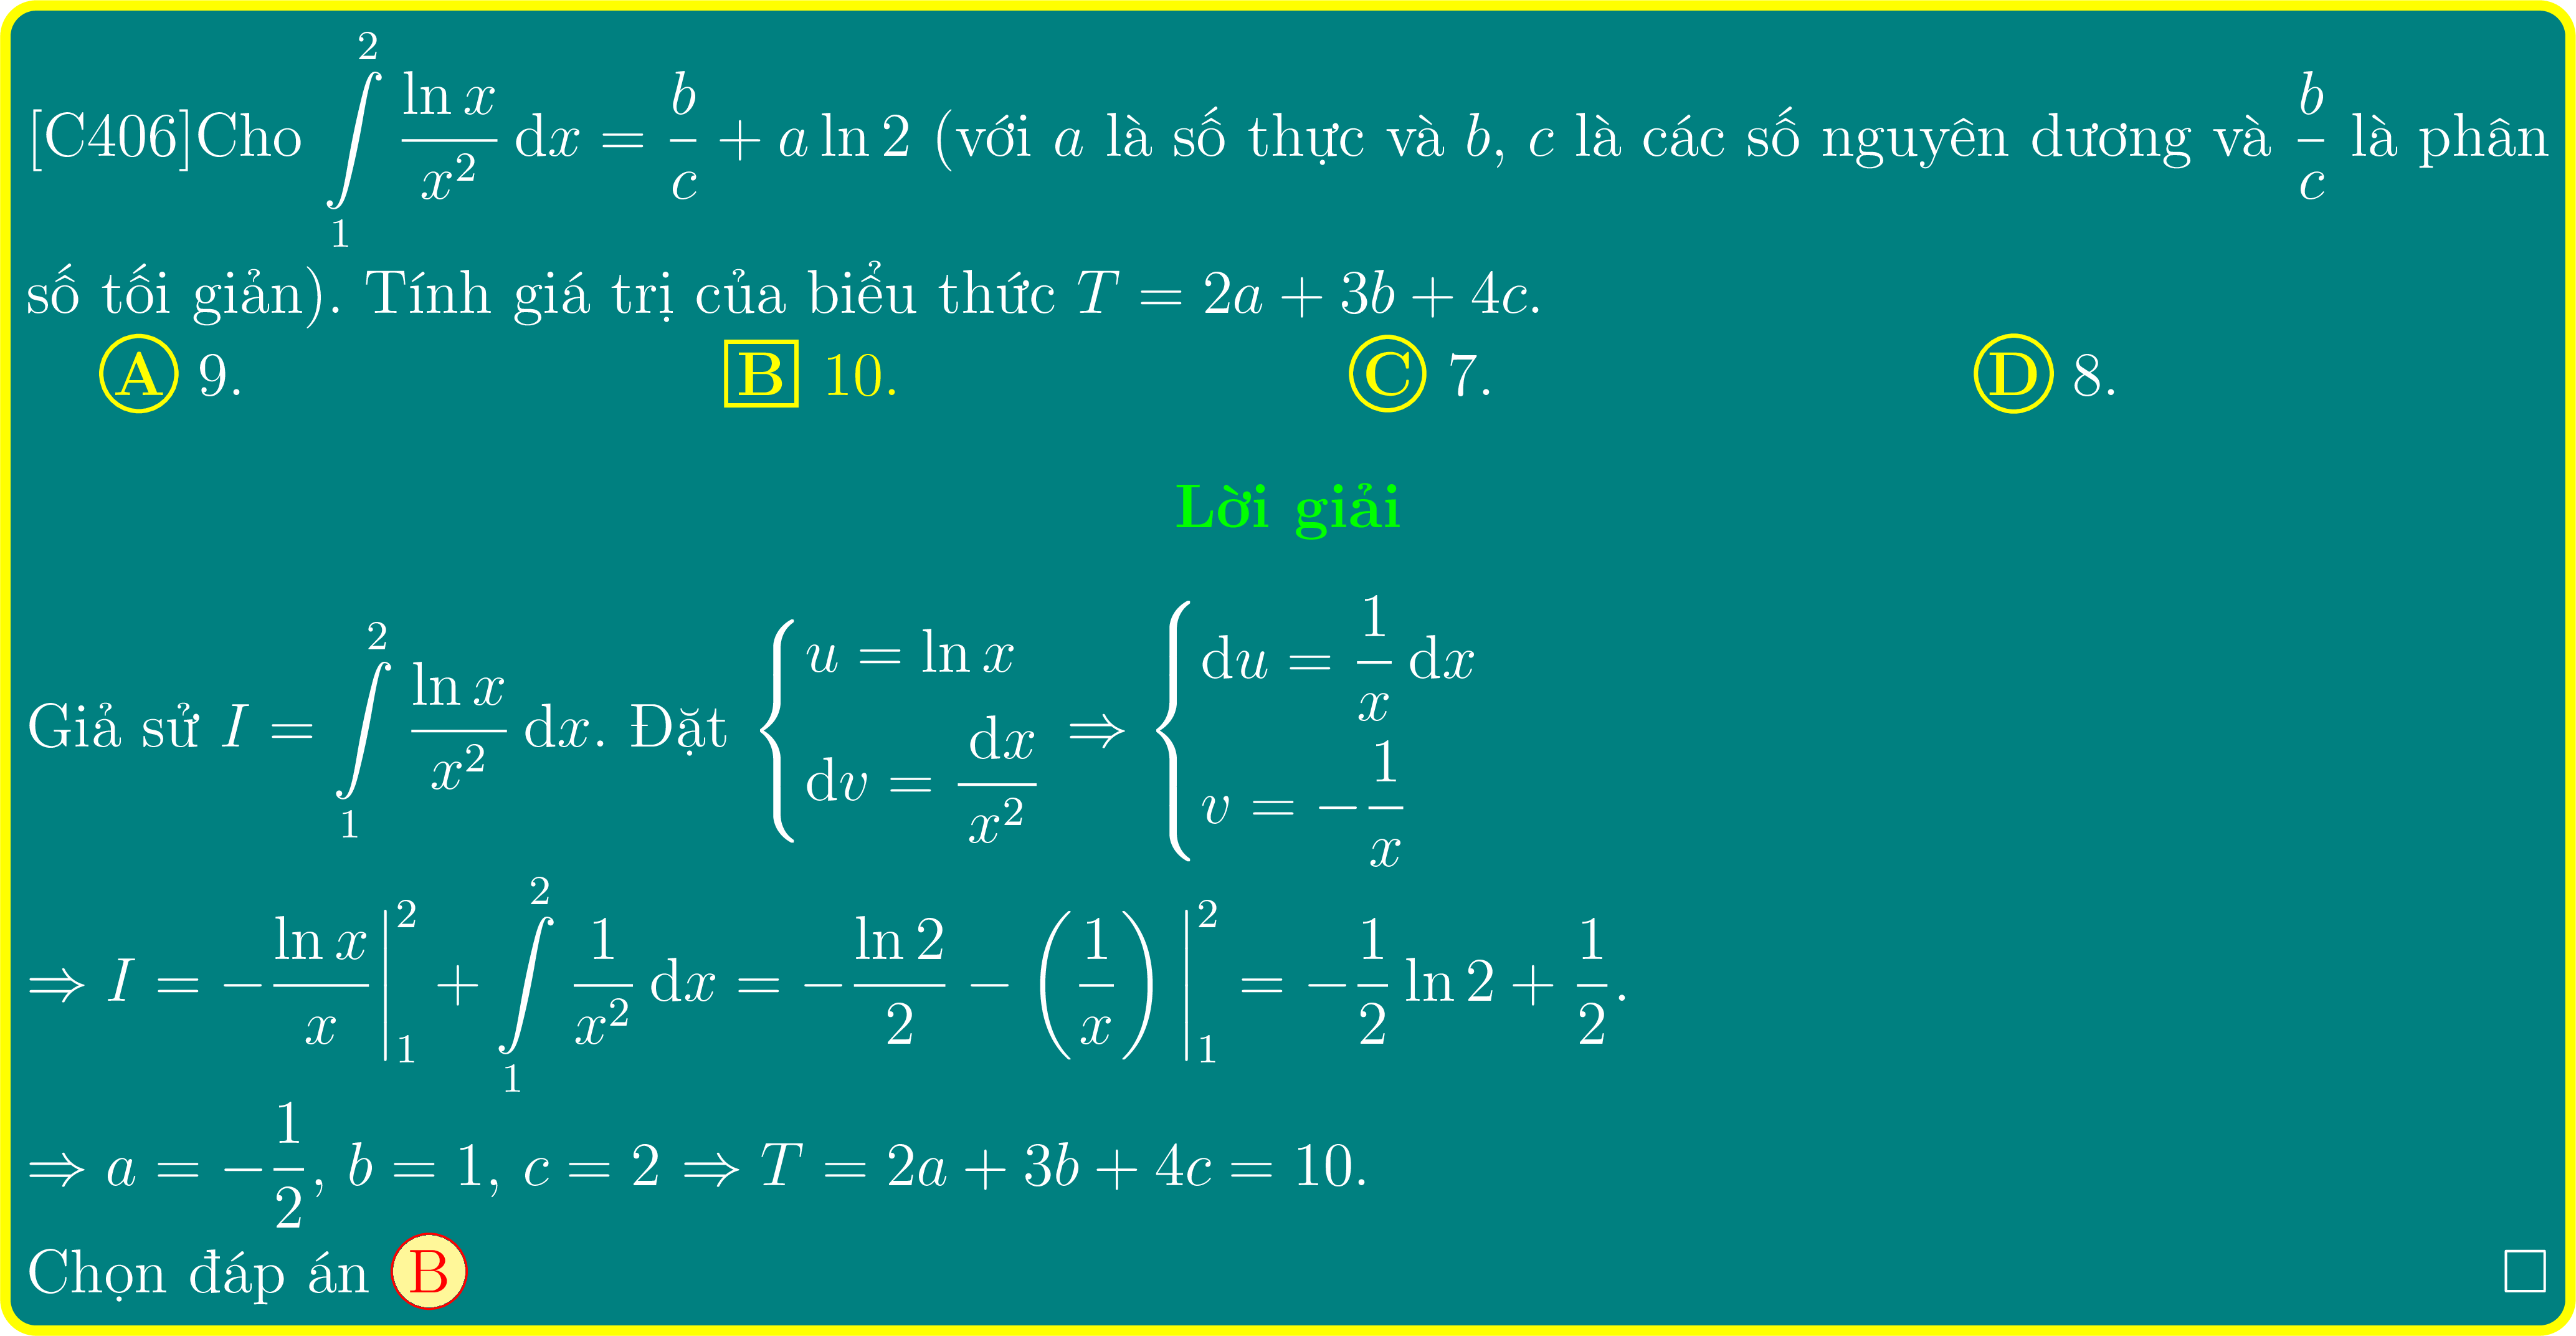 [C406]Cho $\int\limits_1^2 \frac{\ln x}{x^2}\,\mathrm{d}x = \frac{b}{c} + a\ln 2$ (với $a$ là số thực và $b$, $c$ là các số nguyên dương và $\frac{b}{c}$ là phân
số tối giản). Tính giá trị của biểu thức $T = 2a + 3b + 4c$.
A 9. B 10. C 7. D 8.
Lời giải
Giả sử $I = \int\limits_1^2 \frac{\ln x}{x^2}\,\mathrm{d}x$. Đặt $\begin{cases} u = \ln x \\ \mathrm{d}v = \frac{\mathrm{d}x}{x^2} \end{cases} \Rightarrow \begin{cases} \mathrm{d}u = \frac{1}{x}\,\mathrm{d}x \\ v = -\frac{1}{x} \end{cases}$
$\Rightarrow I = -\frac{\ln x}{x}\Big|_1^2 + \int\limits_1^2 \frac{1}{x^2}\,\mathrm{d}x = -\frac{\ln 2}{2} - \left(\frac{1}{x}\right)\Big|_1^2 = -\frac{1}{2}\ln 2 + \frac{1}{2}$.
$\Rightarrow a = -\frac{1}{2}$, $b = 1$, $c = 2 \Rightarrow T = 2a + 3b + 4c = 10$.
Chọn đáp án B □